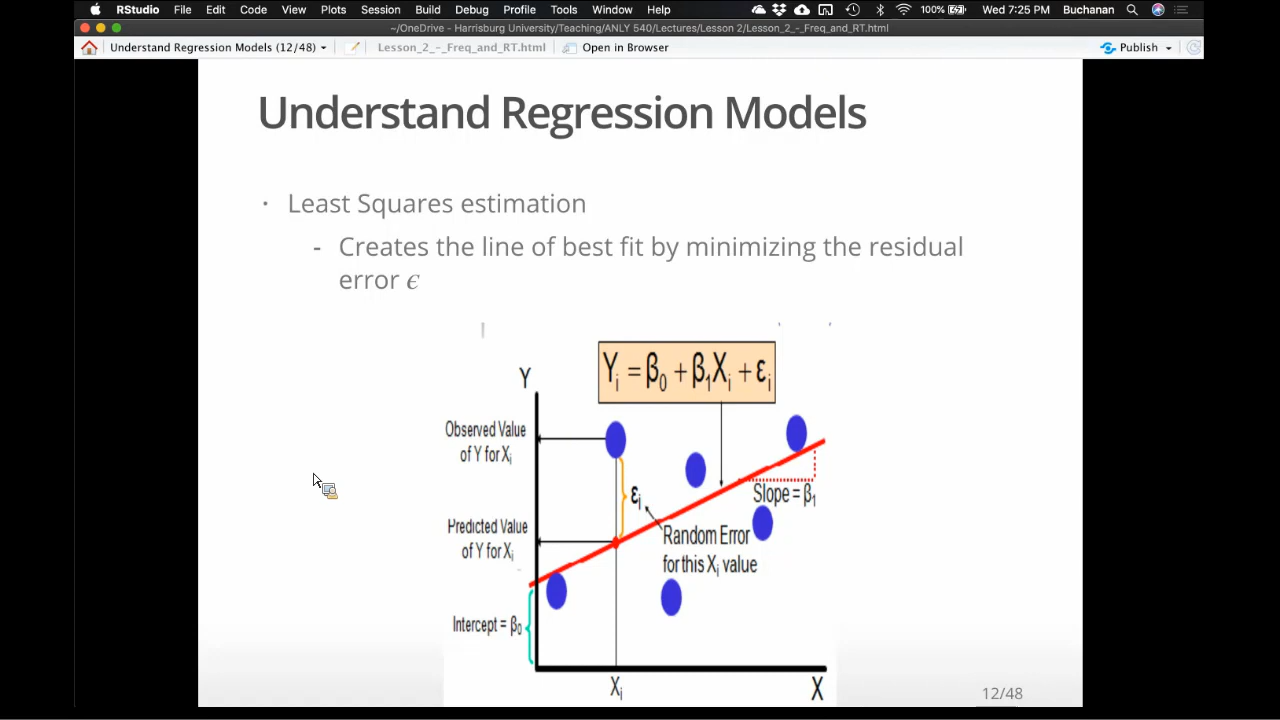 RStudio File Edit Code View Plots Session Build Debug Profile Tools Window Help 100% Wed 7:25 PM Buchanan
~/OneDrive - Harrisburg University/Teaching/ANLY 540/Lectures/Lesson 2/Lesson_2_-_Freq_and_RT.html
Understand Regression Models (12/48) Lesson_2_-_Freq_and_RT.html Open in Browser Publish
Understand Regression Models
· Least Squares estimation
- Creates the line of best fit by minimizing the residual
error ϵ
Yᵢ = β₀ + β₁Xᵢ + εᵢ
Y
Observed Value
of Y for Xᵢ
εᵢ
Slope = β₁
Predicted Value
of Y for Xᵢ
Random Error
for this Xᵢ value
Intercept = β₀
Xᵢ
X
12/48